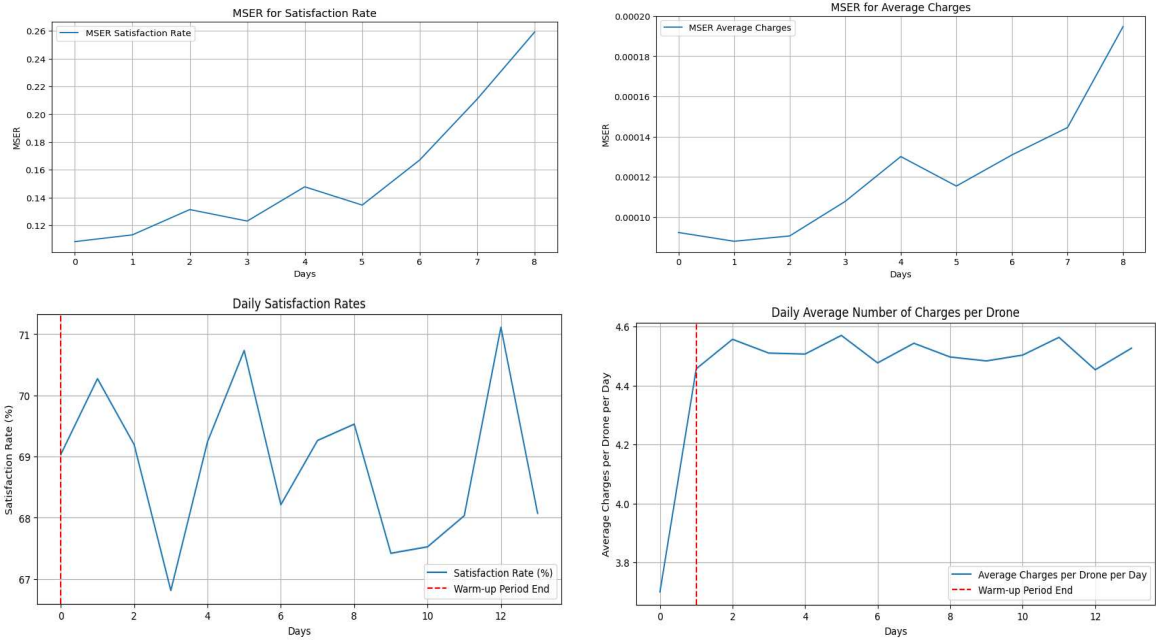 MSER for Satisfaction Rate
MSER Satisfaction Rate
0.26
0.24
0.22
0.20
0.18
0.16
0.14
0.12
MSER
0 1 2 3 4 5 6 7 8
Days
MSER for Average Charges
MSER Average Charges
0.00020
0.00018
0.00016
0.00014
0.00012
0.00010
MSER
0 1 2 3 4 5 6 7 8
Days
Daily Satisfaction Rates
71
70
69
68
67
Satisfaction Rate (%)
Satisfaction Rate (%)
Warm-up Period End
0 2 4 6 8 10 12
Days
Daily Average Number of Charges per Drone
4.6
4.4
4.2
4.0
3.8
Average Charges per Drone per Day
Average Charges per Drone per Day
Warm-up Period End
0 2 4 6 8 10 12
Days